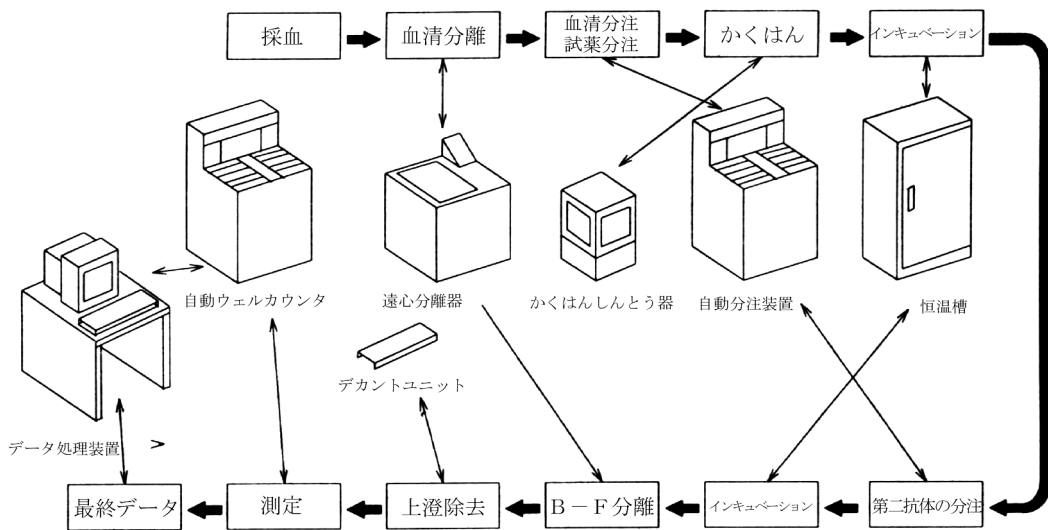 採血
血清分離
血清分注
試薬分注
かくはん
インキュベーション
自動ウェルカウンタ
遠心分離器
かくはんしんとう器
自動分注装置
恒温槽
デカントユニット
データ処理装置
最終データ
測定
上澄除去
B－F分離
インキュベーション
第二抗体の分注